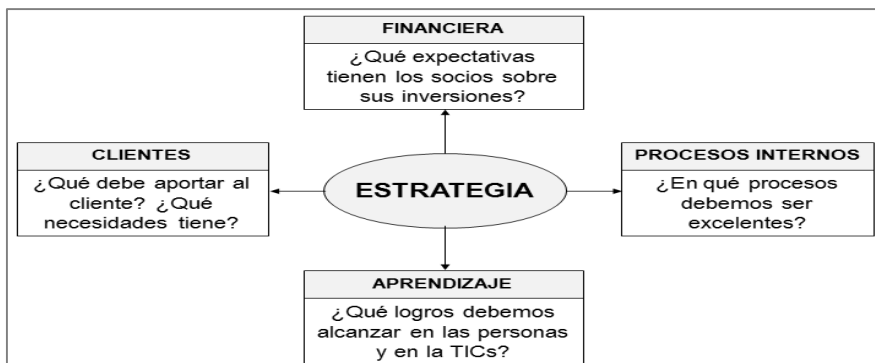 FINANCIERA
¿Qué expectativas
tienen los socios sobre
sus inversiones?
CLIENTES
¿Qué debe aportar al
cliente? ¿Qué
necesidades tiene?
ESTRATEGIA
PROCESOS INTERNOS
¿En qué procesos
debemos ser
excelentes?
APRENDIZAJE
¿Qué logros debemos
alcanzar en las personas
y en la TICs?